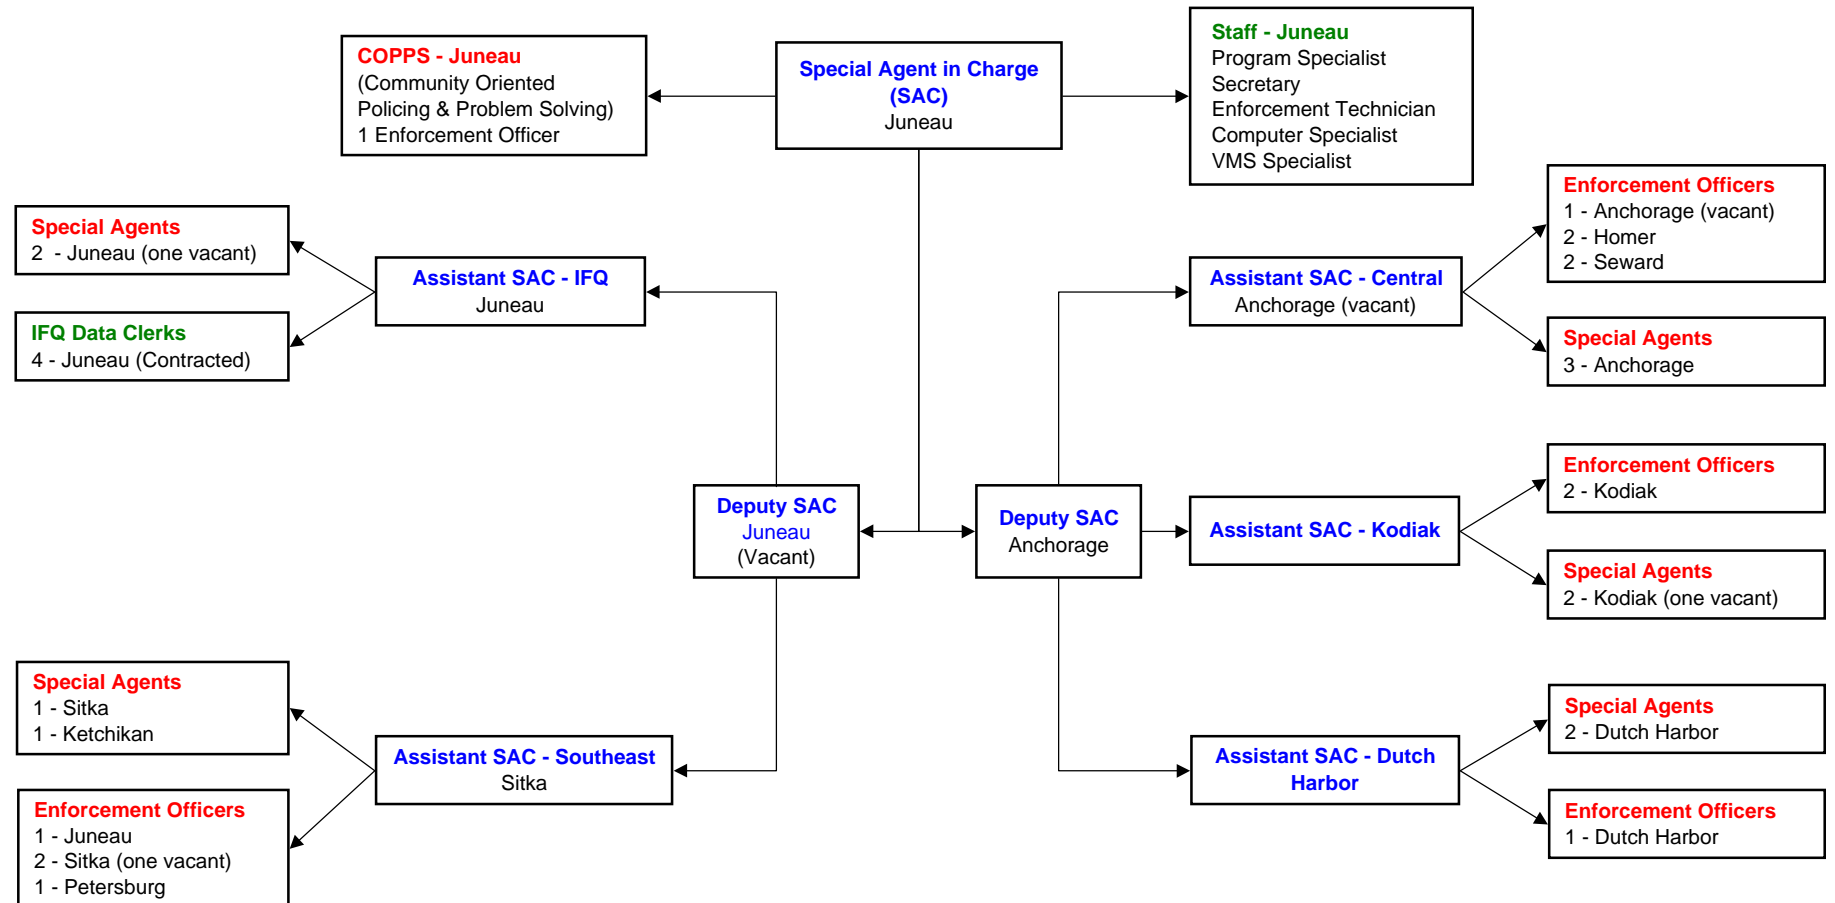 COPPS - Juneau
(Community Oriented
Policing & Problem Solving)
1 Enforcement Officer
Special Agent in Charge
(SAC)
Juneau
Staff - Juneau
Program Specialist
Secretary
Enforcement Technician
Computer Specialist
VMS Specialist
Special Agents
2 - Juneau (one vacant)
IFQ Data Clerks
4 - Juneau (Contracted)
Assistant SAC - IFQ
Juneau
Assistant SAC - Central
Anchorage (vacant)
Enforcement Officers
1 - Anchorage (vacant)
2 - Homer
2 - Seward
Special Agents
3 - Anchorage
Deputy SAC
Juneau
(Vacant)
Deputy SAC
Anchorage
Assistant SAC - Kodiak
Enforcement Officers
2 - Kodiak
Special Agents
2 - Kodiak (one vacant)
Special Agents
1 - Sitka
1 - Ketchikan
Enforcement Officers
1 - Juneau
2 - Sitka (one vacant)
1 - Petersburg
Assistant SAC - Southeast
Sitka
Assistant SAC - Dutch
Harbor
Special Agents
2 - Dutch Harbor
Enforcement Officers
1 - Dutch Harbor